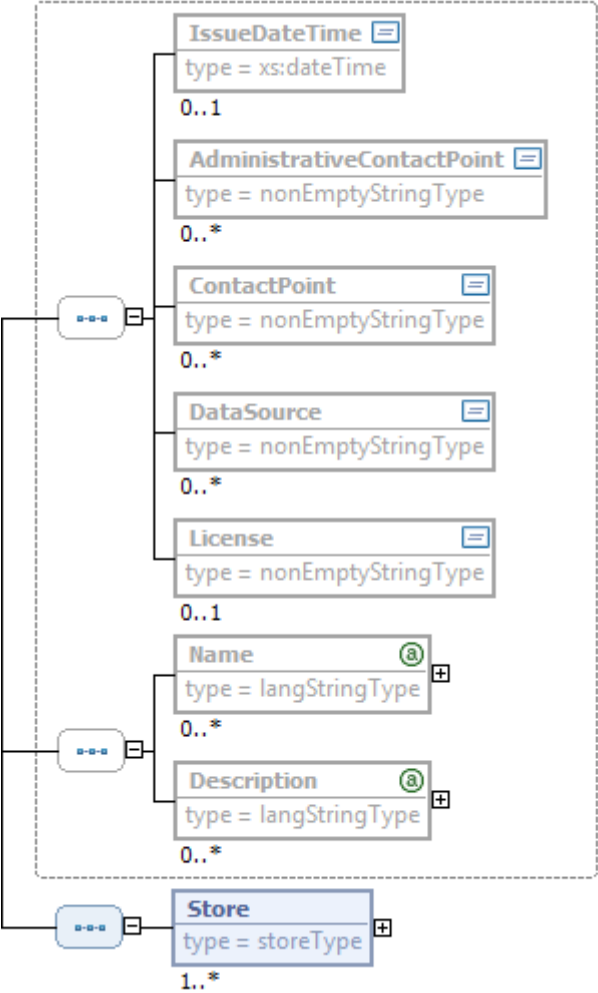 IssueDateTime
type = xs:dateTime
0..1
AdministrativeContactPoint
type = nonEmptyStringType
0..*
ContactPoint
type = nonEmptyStringType
0..*
DataSource
type = nonEmptyStringType
0..*
License
type = nonEmptyStringType
0..1
Name
a
type = langStringType
0..*
Description
a
type = langStringType
0..*
Store
type = storeType
1..*